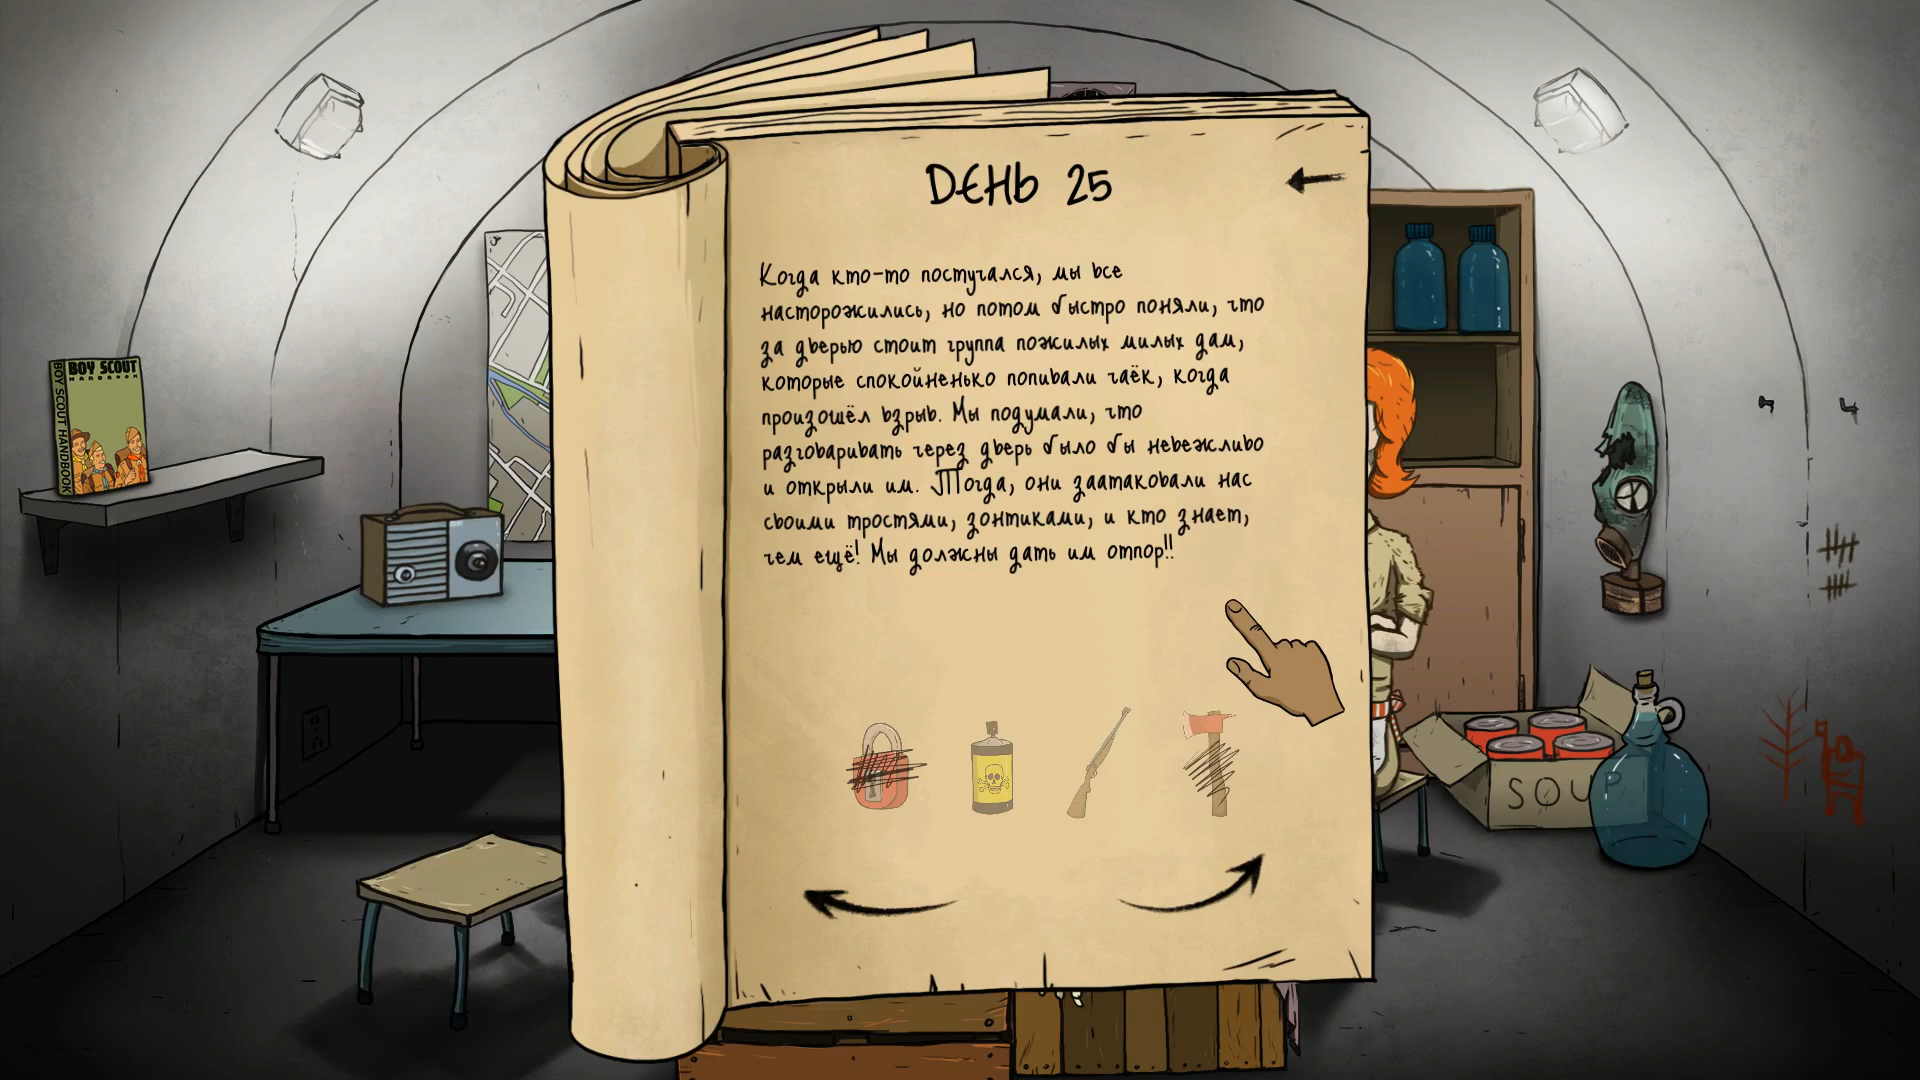 ДЕНЬ 25
Когда кто-то постучался, мы все
насторожились, но потом быстро поняли, что
за дверью стоит группа пожилых милых дам,
которые спокойненько попивали чаёк, когда
произошёл взрыв. Мы подумали, что
разговаривать через дверь было бы невежливо
и открыли им. Тогда, они заатаковали нас
своими тростями, зонтиками, и кто знает,
чем ещё! Мы должны дать им отпор!!
BOY SCOUT
HANDBOOK
BOY SCOUT HANDBOOK
SOU